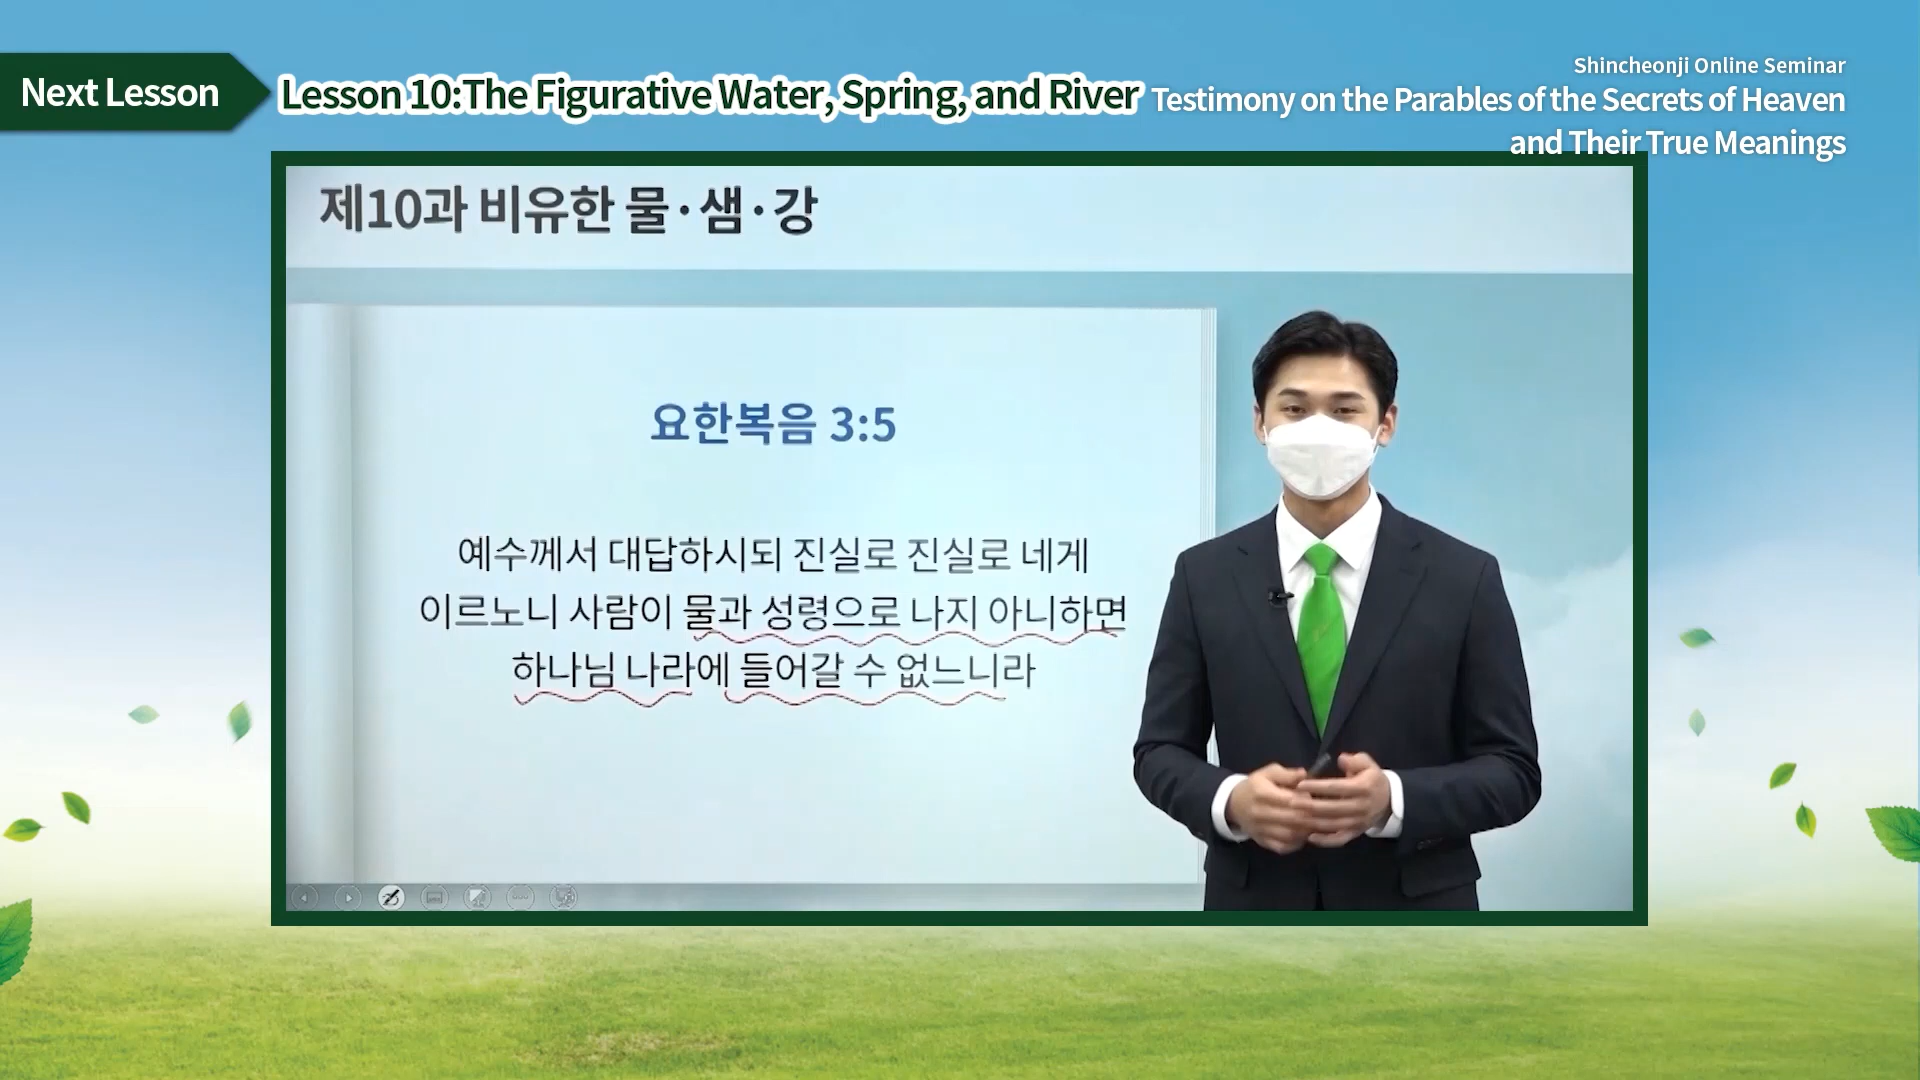 Next Lesson
Lesson 10:The Figurative Water, Spring, and River
Shincheonji Online Seminar
Testimony on the Parables of the Secrets of Heaven
and Their True Meanings
제10과 비유한 물·샘·강
요한복음 3:5
예수께서 대답하시되 진실로 진실로 네게
이르노니 사람이 물과 성령으로 나지 아니하면
하나님 나라에 들어갈 수 없느니라